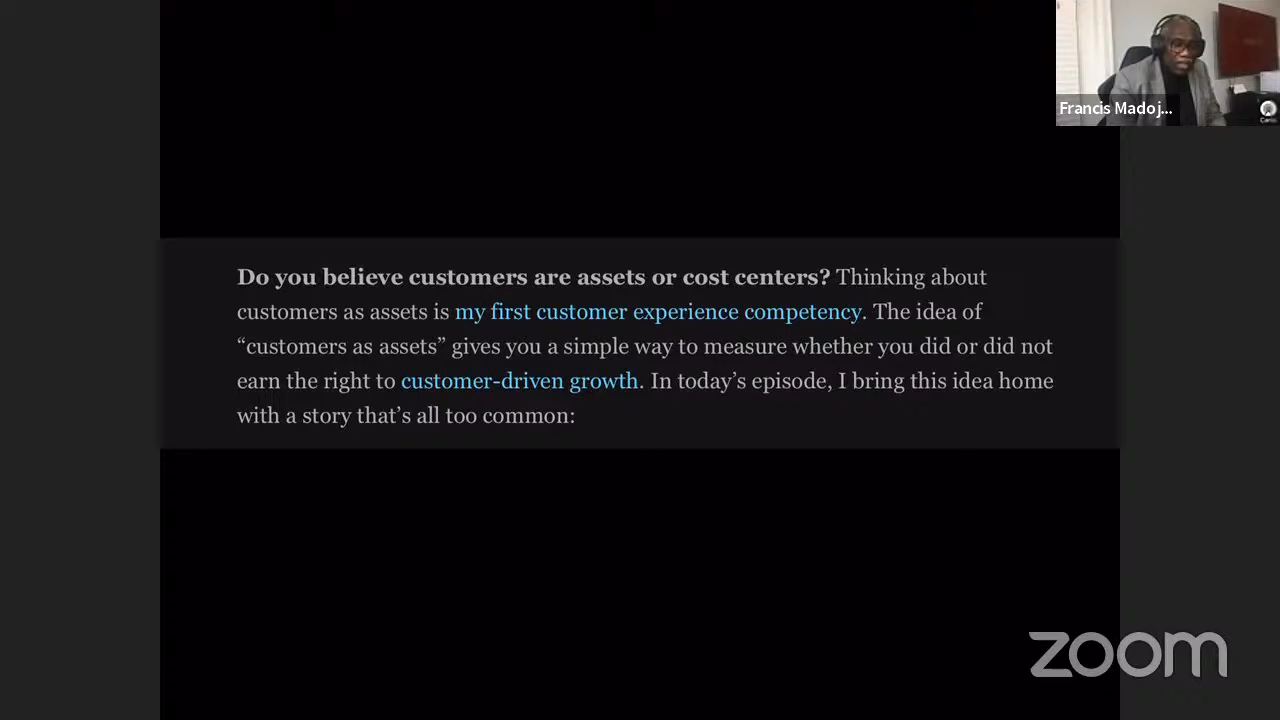 Francis Madoj...
Do you believe customers are assets or cost centers? Thinking about
customers as assets is my first customer experience competency. The idea of
“customers as assets” gives you a simple way to measure whether you did or did not
earn the right to customer-driven growth. In today’s episode, I bring this idea home
with a story that’s all too common:
zoom